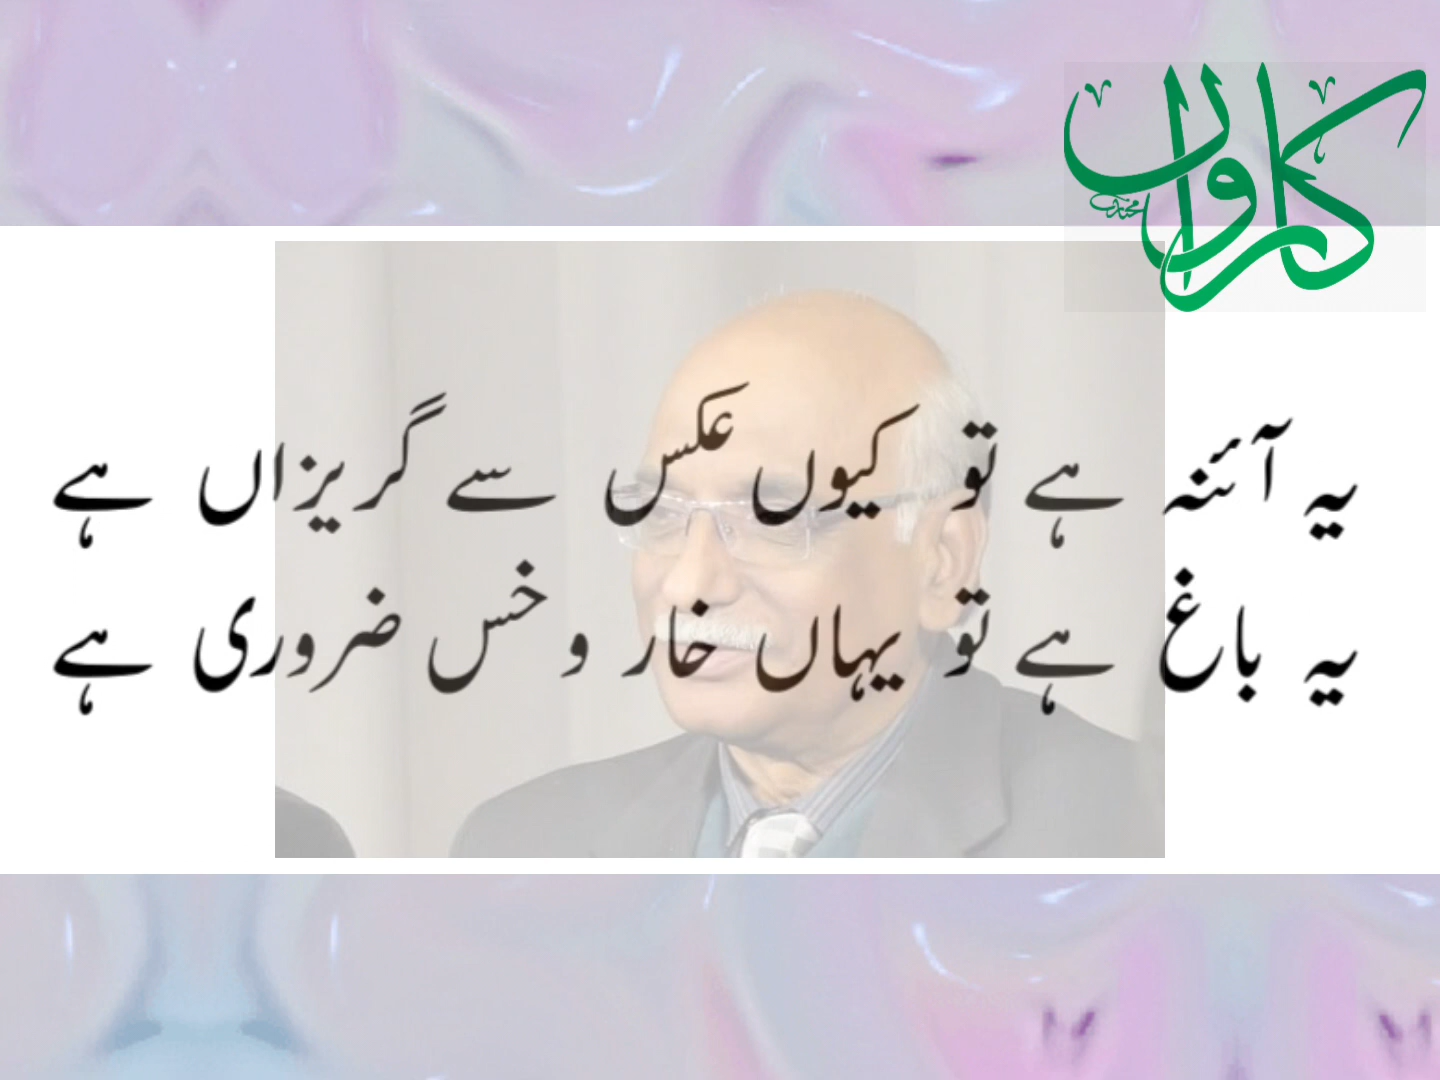 کارواں
یہ آئنہ ہے تو کیوں عکس سے گریزاں ہے
یہ باغ ہے تو یہاں خار و خس ضروری ہے